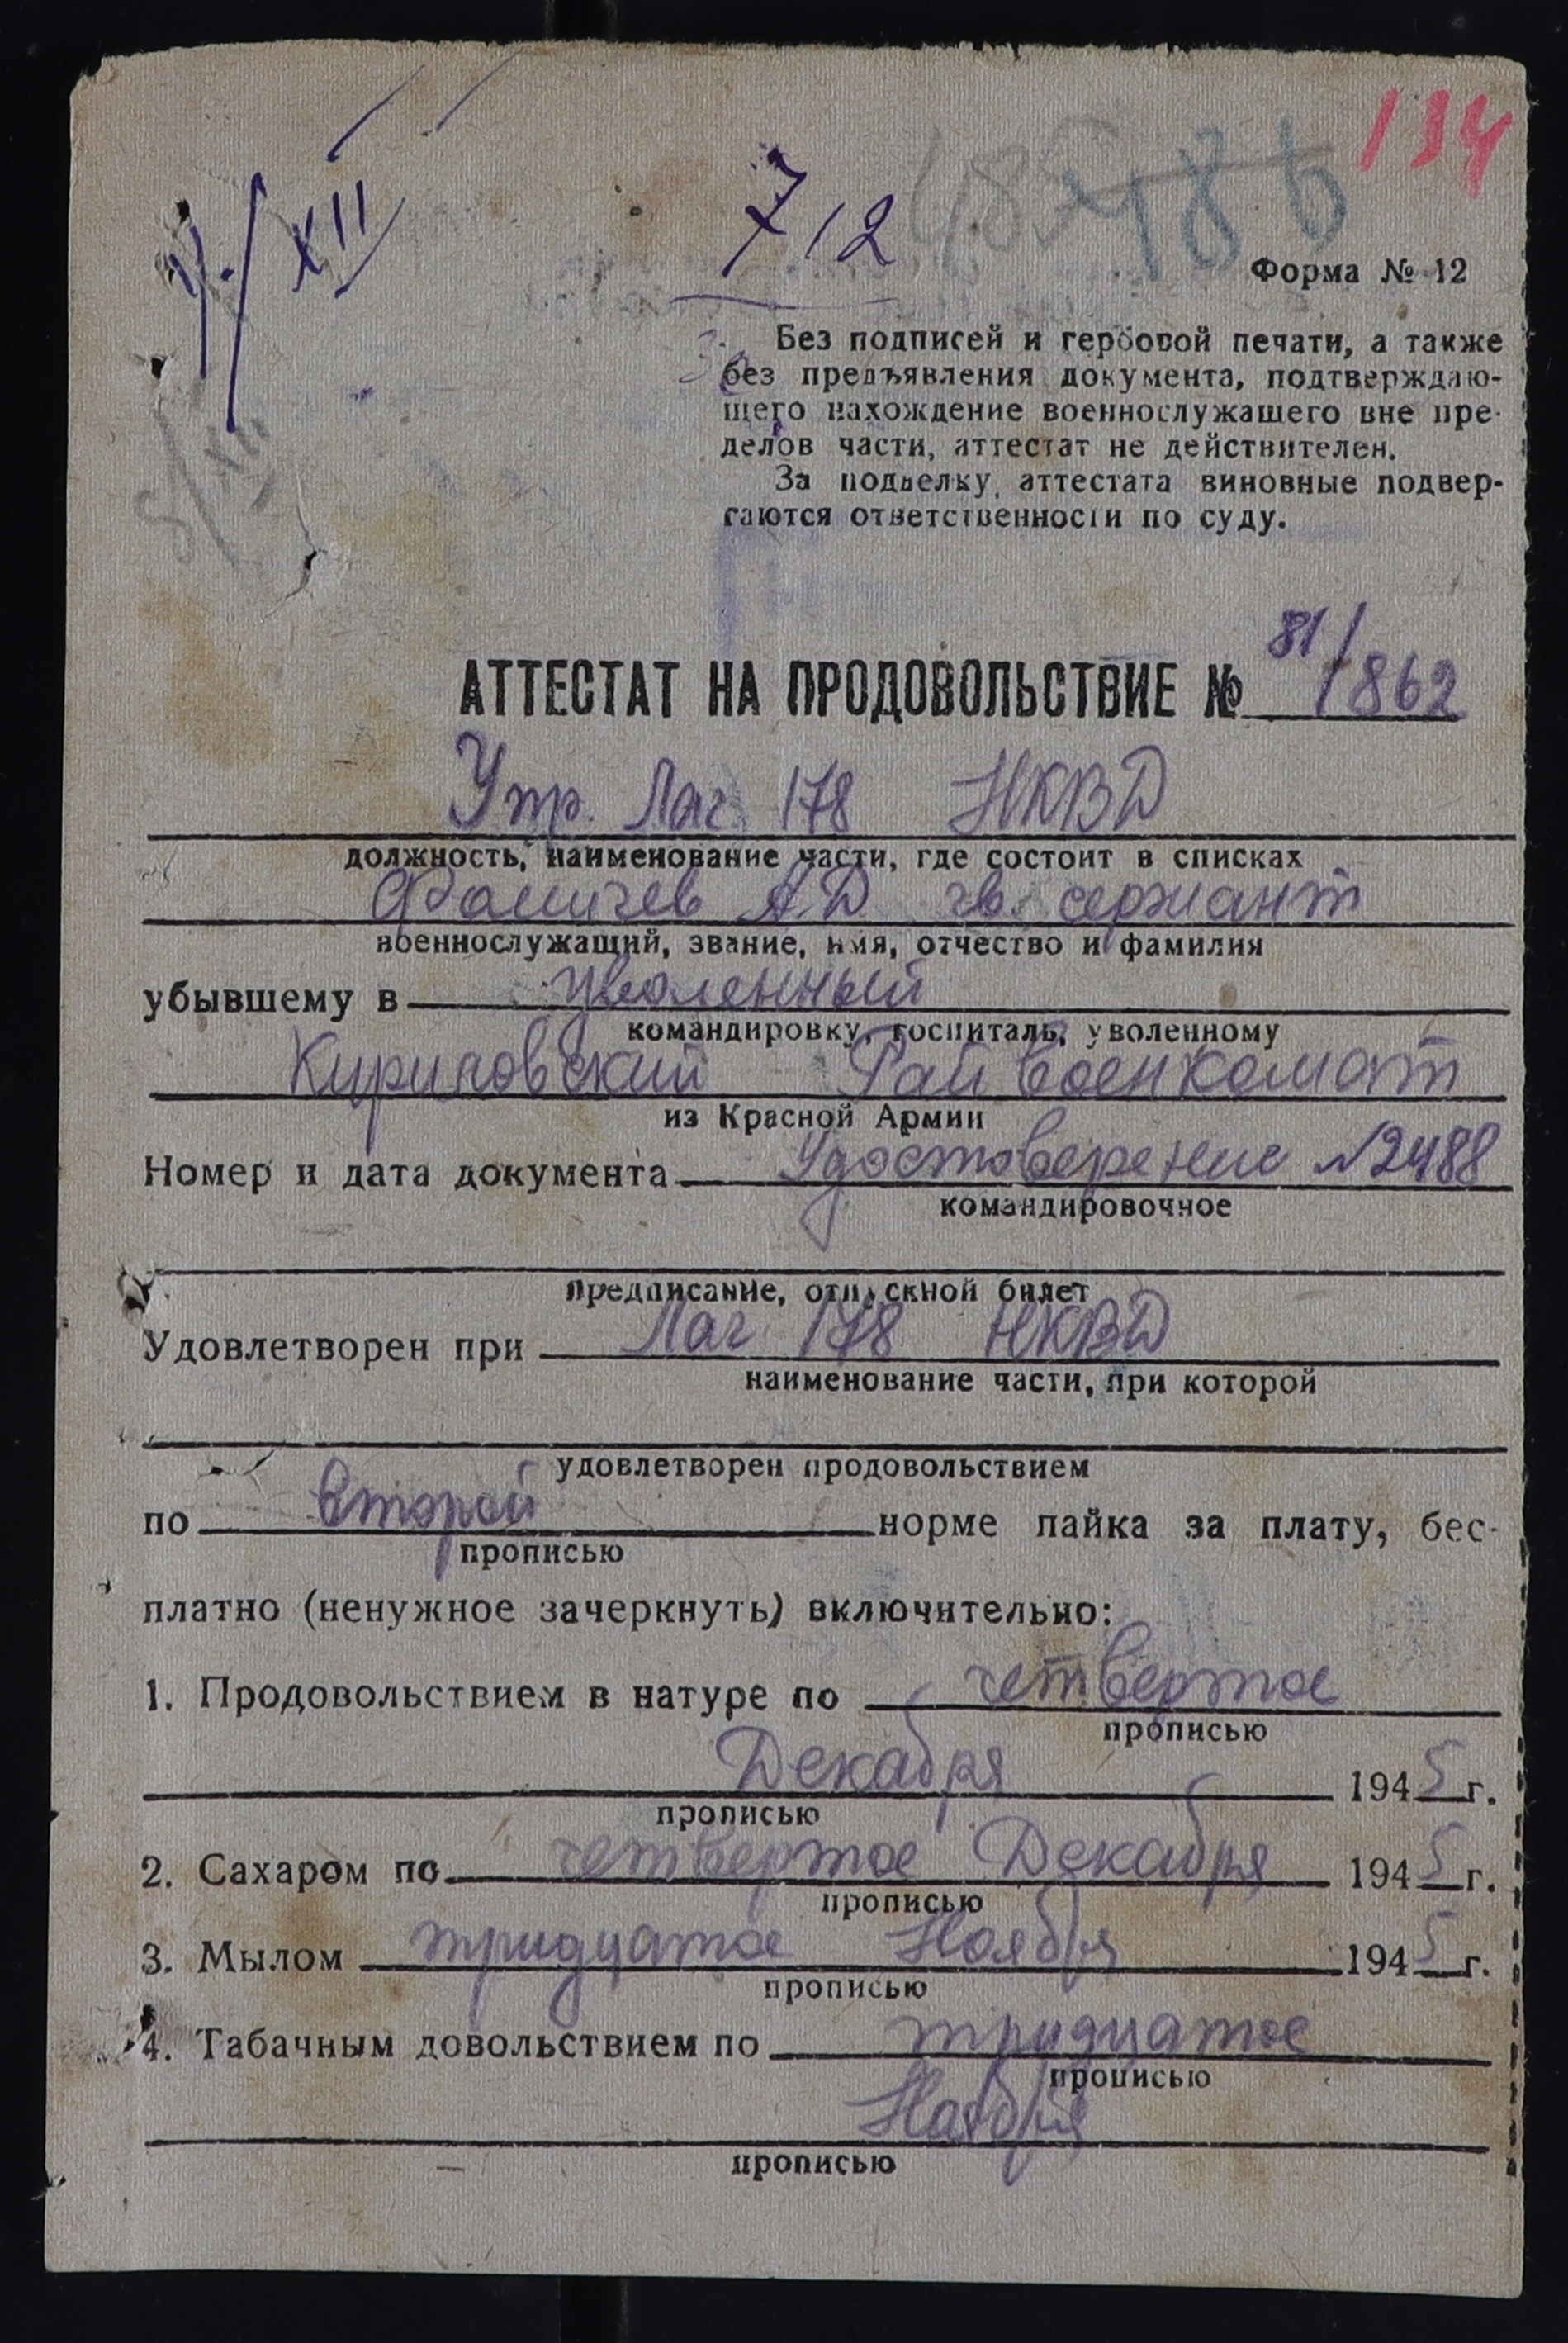 134
186
712
XII
Форма № 12
Без подписей и гербовой печати, а также
без предъявления документа, подтверждаю-
щего нахождение военнослужащего вне пре-
делов части, аттестат не действителен.
За подделку аттестата виновные подвер-
гаются ответственности по суду.
81/
АТТЕСТАТ НА ПРОДОВОЛЬСТВИЕ № 1862
Упр. Лаг. 178 НКВД
должность, наименование части, где состоит в списках
Фомичев А.Д гв. сержант
военнослужащий, звание, имя, отчество и фамилия
убывшему в уволенный
командировку, госпиталь, уволенному
Кириловский Райвоенкомат
из Красной Армии
Номер и дата документа Удостоверение №2488
командировочное
предписание, отпускной билет
Удовлетворен при Лаг 178 НКВД
наименование части, при которой
удовлетворен продовольствием
по второй норме пайка за плату, бес-
прописью
платно (ненужное зачеркнуть) включительно:
1. Продовольствием в натуре по четвертое
прописью
Декабря 1945 г.
прописью
2. Сахаром по четвертое Декабря 1945 г.
прописью
3. Мылом тридцатое Ноября 1945 г.
прописью
4. Табачным довольствием по тридцатое
прописью
Ноября
прописью